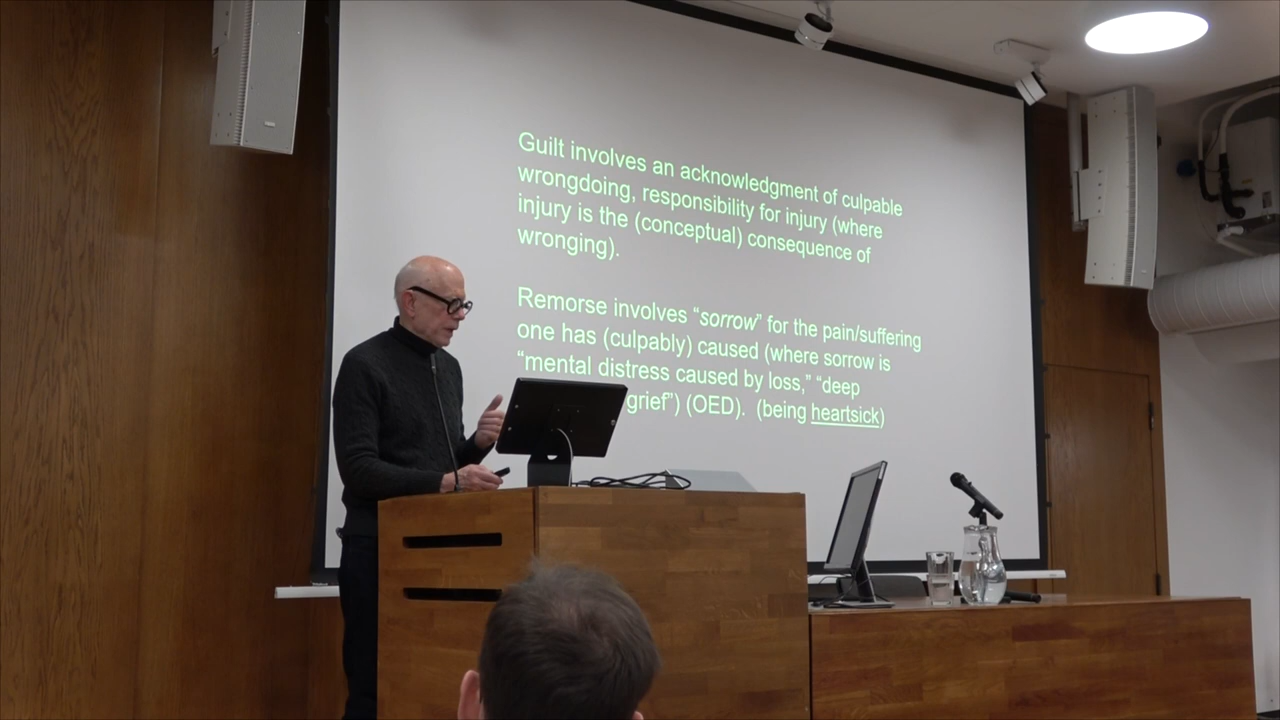 Guilt involves an acknowledgment of culpable
wrongdoing, responsibility for injury (where
injury is the (conceptual) consequence of
wronging).
Remorse involves “sorrow” for the pain/suffering
one has (culpably) caused (where sorrow is
“mental distress caused by loss,” “deep
grief”) (OED). (being heartsick)